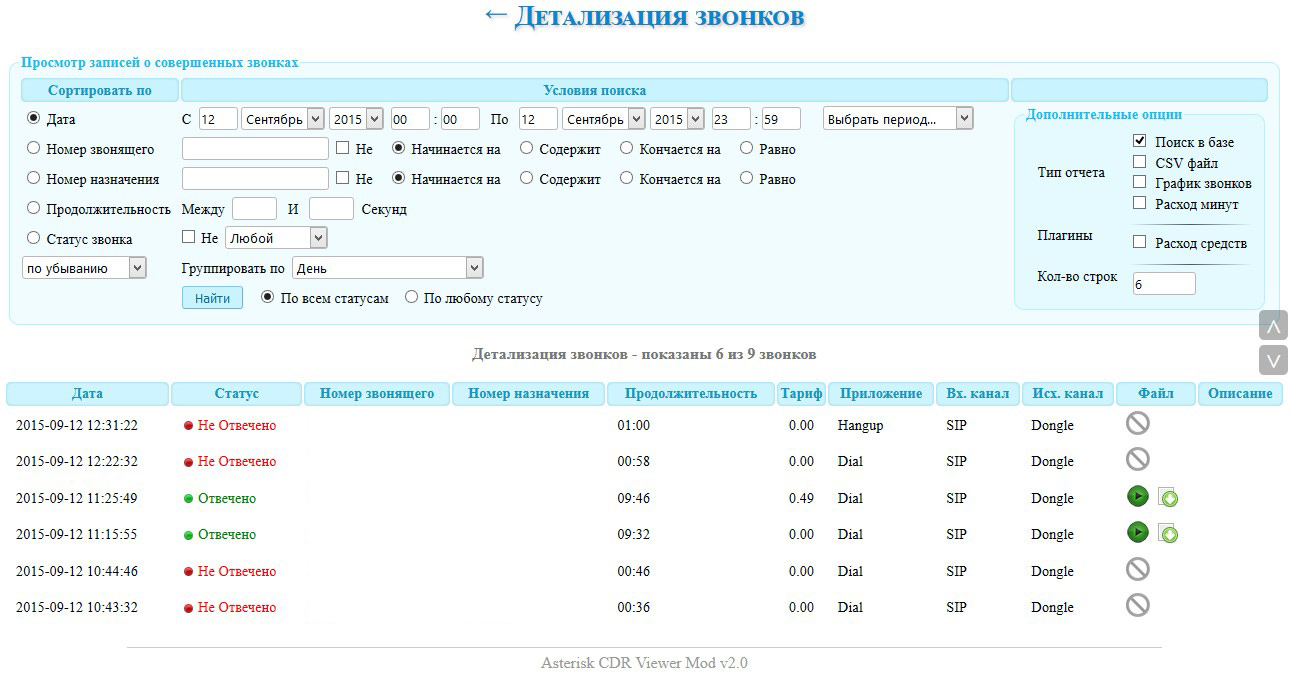 ← Детализация звонков
Просмотр записей о совершенных звонках
Сортировать по Условия поиска
Дата С 12 Сентябрь 2015 00 : 00 По 12 Сентябрь 2015 23 : 59 Выбрать период...
Номер звонящего Не Начинается на Содержит Кончается на Равно
Номер назначения Не Начинается на Содержит Кончается на Равно
Продолжительность Между И Секунд
Статус звонка Не Любой
по убыванию Группировать по День
Найти По всем статусам По любому статусу
Дополнительные опции
Тип отчета
Поиск в базе
CSV файл
График звонков
Расход минут
Плагины Расход средств
Кол-во строк 6
Детализация звонков - показаны 6 из 9 звонков
Дата Статус Номер звонящего Номер назначения Продолжительность Тариф Приложение Вх. канал Исх. канал Файл Описание
2015-09-12 12:31:22 Не Отвечено 01:00 0.00 Hangup SIP Dongle
2015-09-12 12:22:32 Не Отвечено 00:58 0.00 Dial SIP Dongle
2015-09-12 11:25:49 Отвечено 09:46 0.49 Dial SIP Dongle
2015-09-12 11:15:55 Отвечено 09:32 0.00 Dial SIP Dongle
2015-09-12 10:44:46 Не Отвечено 00:46 0.00 Dial SIP Dongle
2015-09-12 10:43:32 Не Отвечено 00:36 0.00 Dial SIP Dongle
Asterisk CDR Viewer Mod v2.0